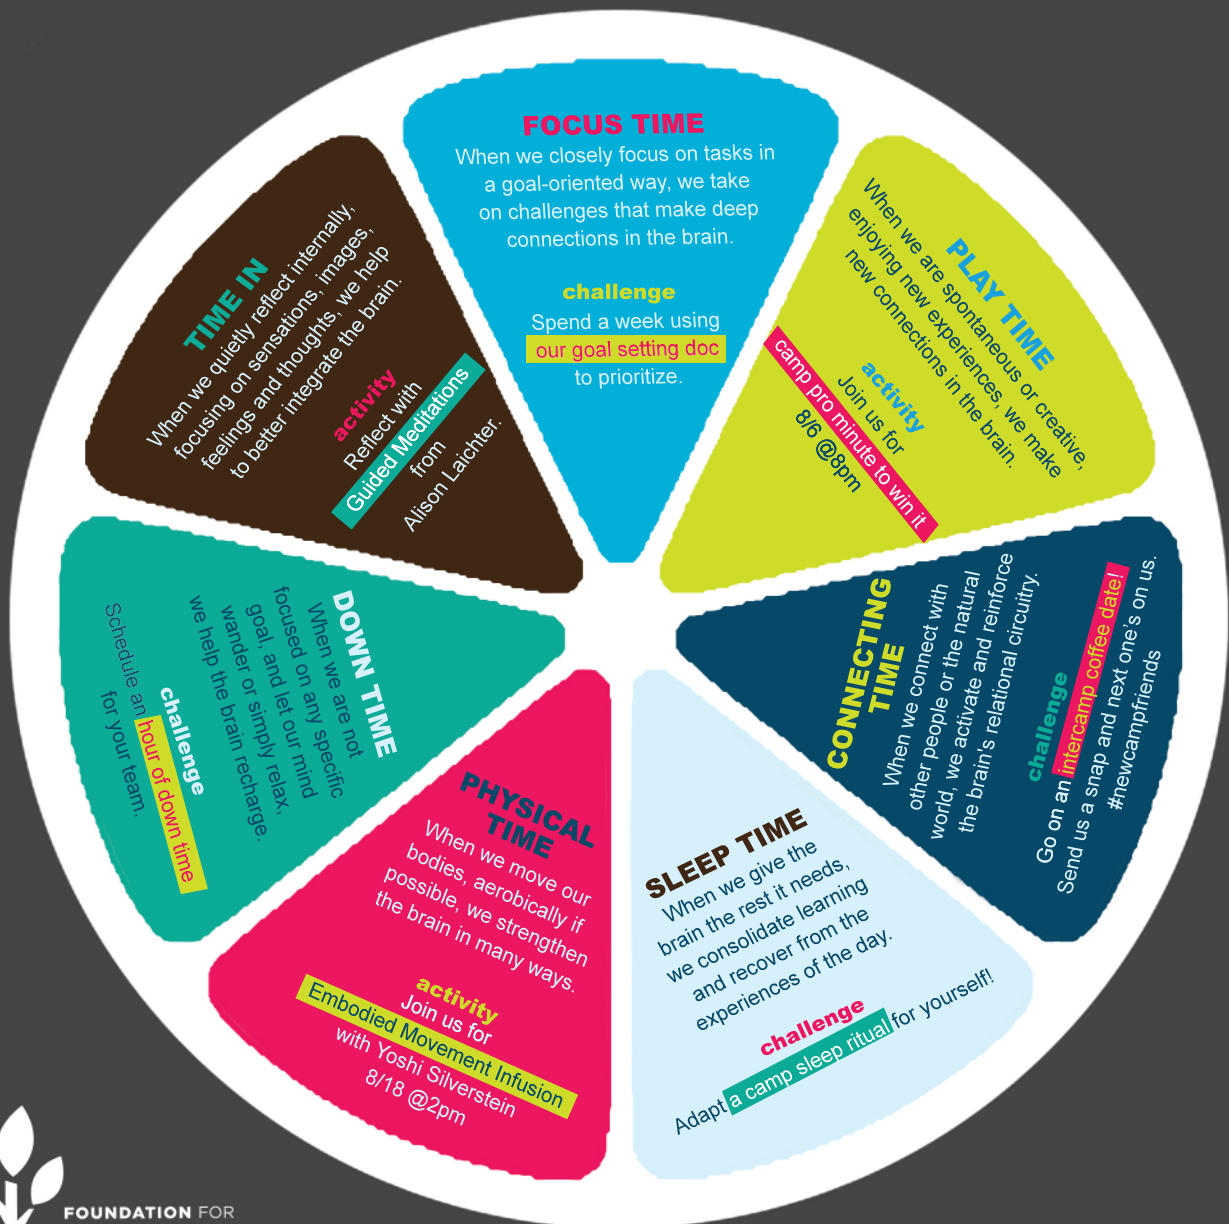 FOCUS TIME
When we closely focus on tasks in
a goal-oriented way, we take
on challenges that make deep
connections in the brain.
challenge
Spend a week using
our goal setting doc
to prioritize.
PLAY TIME
When we are spontaneous or creative,
enjoying new experiences, we make
new connections in the brain.
activity
Join us for
camp pro minute to win it
8/6 @8pm
CONNECTING
TIME
When we connect with
other people or the natural
world, we activate and reinforce
the brain's relational circuitry.
challenge
Go on an intercamp coffee date!
Send us a snap and next one's on us.
#newcampfriends
SLEEP TIME
When we give the
brain the rest it needs,
we consolidate learning
and recover from the
experiences of the day.
challenge
Adapt a camp sleep ritual for yourself!
PHYSICAL
TIME
When we move our
bodies, aerobically if
possible, we strengthen
the brain in many ways.
activity
Join us for
Embodied Movement Infusion
with Yoshi Silverstein
8/18 @2pm
DOWN TIME
When we are not
focused on any specific
goal, and let our mind
wander or simply relax,
we help the brain recharge.
challenge
Schedule an hour of down time
for your team.
TIME IN
When we quietly reflect internally,
focusing on sensations, images,
feelings and thoughts, we help
to better integrate the brain.
activity
Reflect with
Guided Meditations
from
Alison Laichter.
FOUNDATION FOR